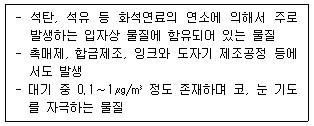 - 석탄, 석유 등 화석연료의 연소에 의해서 주로
발생하는 입자상 물질에 함유되어 있는 물질
- 촉매제, 합금제조, 잉크와 도자기 제조공정 등에
서도 발생
- 대기 중 0.1~1㎍/㎥ 정도 존재하며 코, 눈 기도
를 자극하는 물질